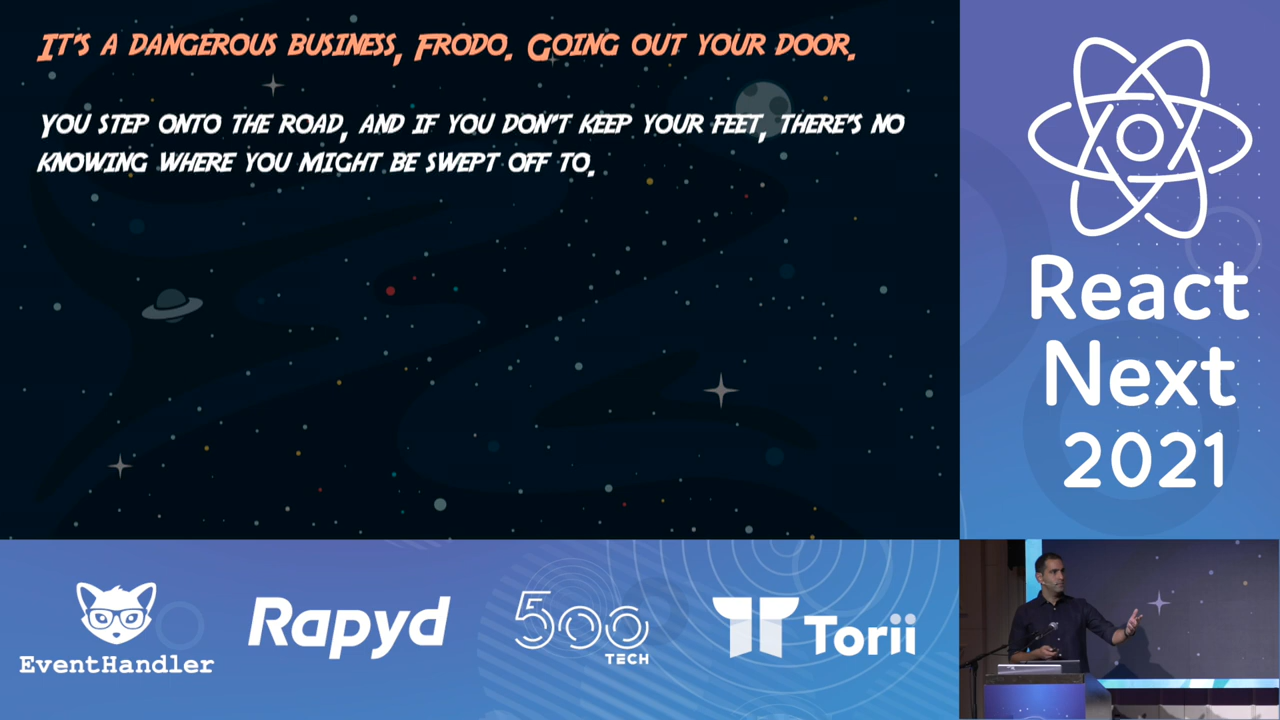 It's a dangerous business, Frodo. Going out your door.
You step onto the road, and if you don't keep your feet, there's no
knowing where you might be swept off to.
React
Next
2021
EventHandler
Rapyd
500
TECH
Torii